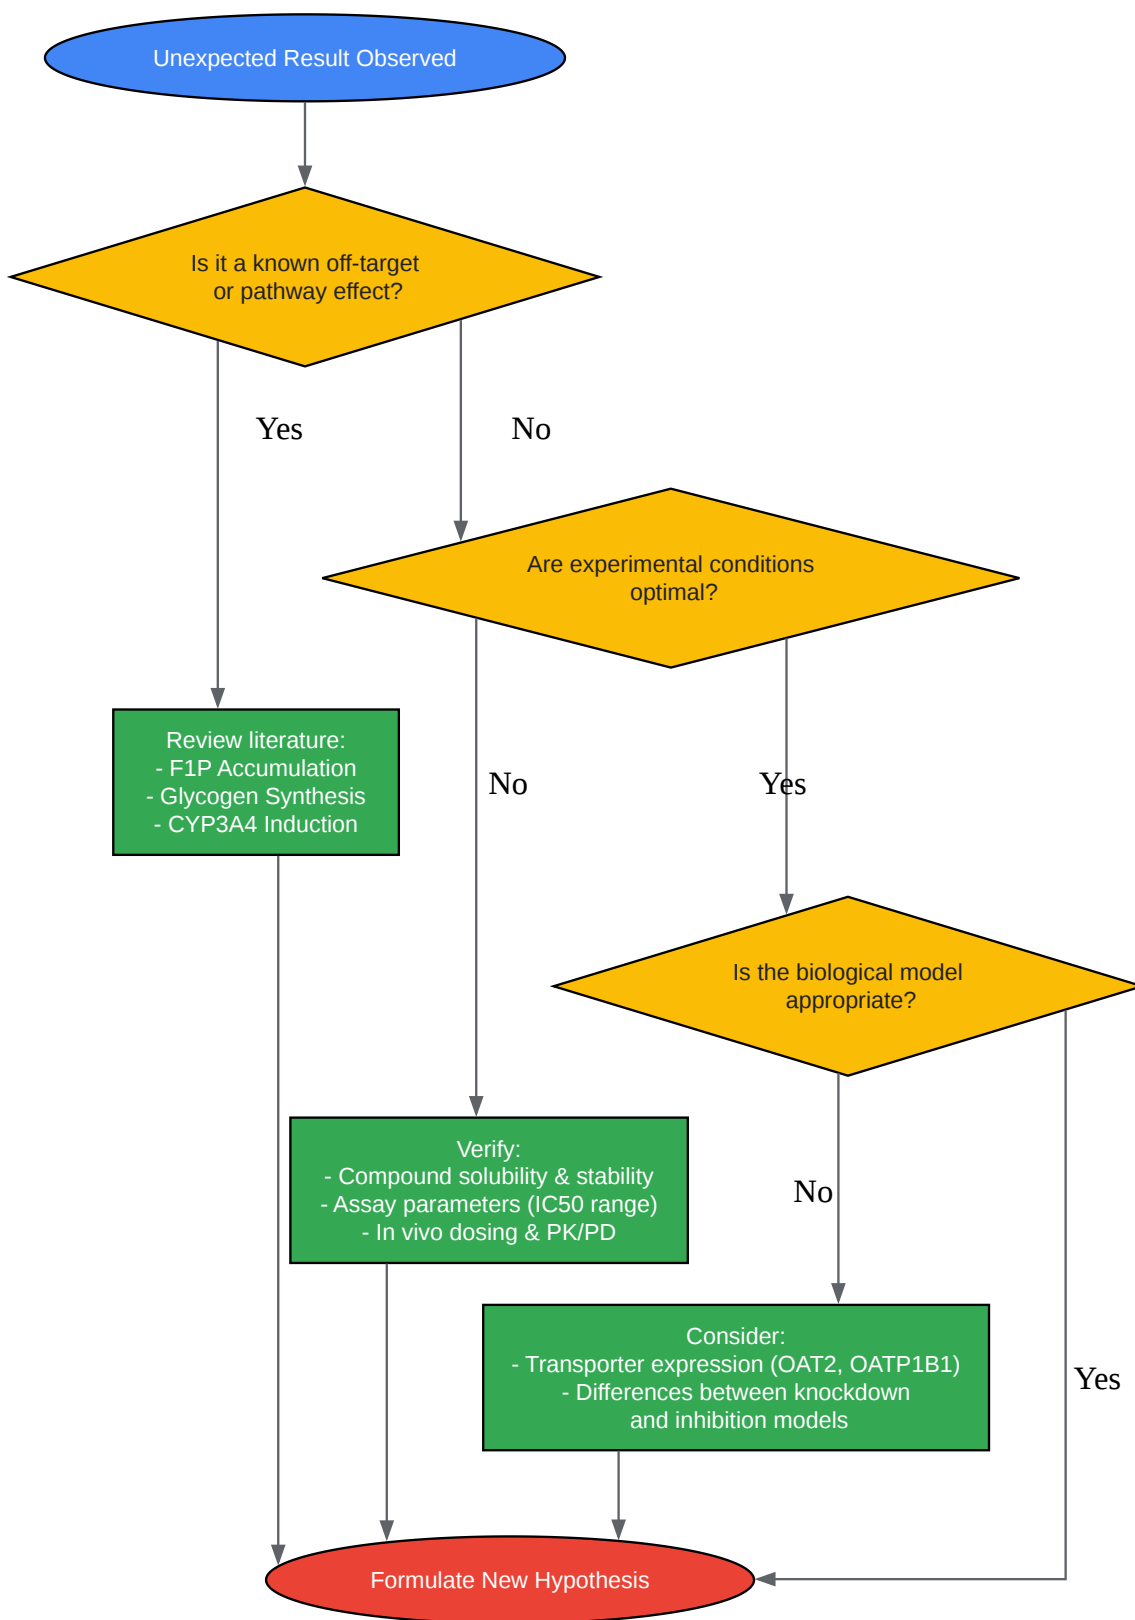 Unexpected Result Observed
Is it a known off-target
or pathway effect?
Yes
No
Are experimental conditions
optimal?
Review literature:
- F1P Accumulation
- Glycogen Synthesis
- CYP3A4 Induction
No
Yes
Is the biological model
appropriate?
Verify:
- Compound solubility & stability
- Assay parameters (IC50 range)
- In vivo dosing & PK/PD
No
Consider:
- Transporter expression (OAT2, OATP1B1)
- Differences between knockdown
and inhibition models
Yes
Formulate New Hypothesis